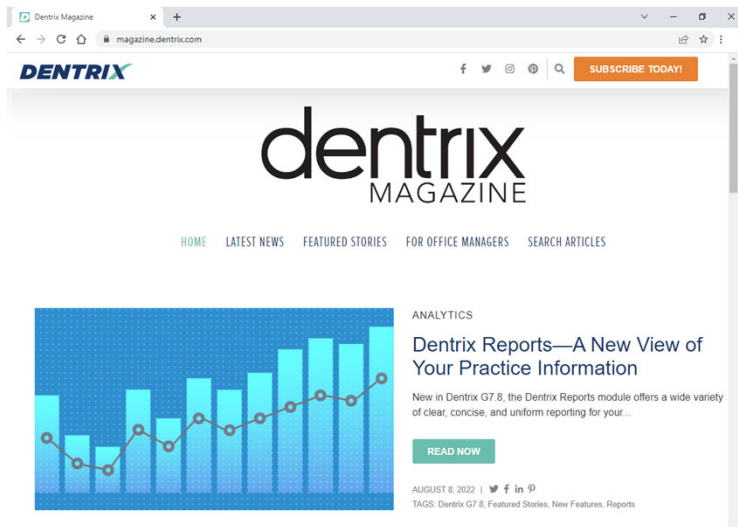 Dentrix Magazine
magazine.dentrix.com
DENTRIX
SUBSCRIBE TODAY!
dentrix
MAGAZINE
HOME LATEST NEWS FEATURED STORIES FOR OFFICE MANAGERS SEARCH ARTICLES
ANALYTICS
Dentrix Reports—A New View of
Your Practice Information
New in Dentrix G7.8, the Dentrix Reports module offers a wide variety
of clear, concise, and uniform reporting for your...
READ NOW
AUGUST 8, 2022 |
TAGS: Dentrix G7.8, Featured Stories, New Features, Reports